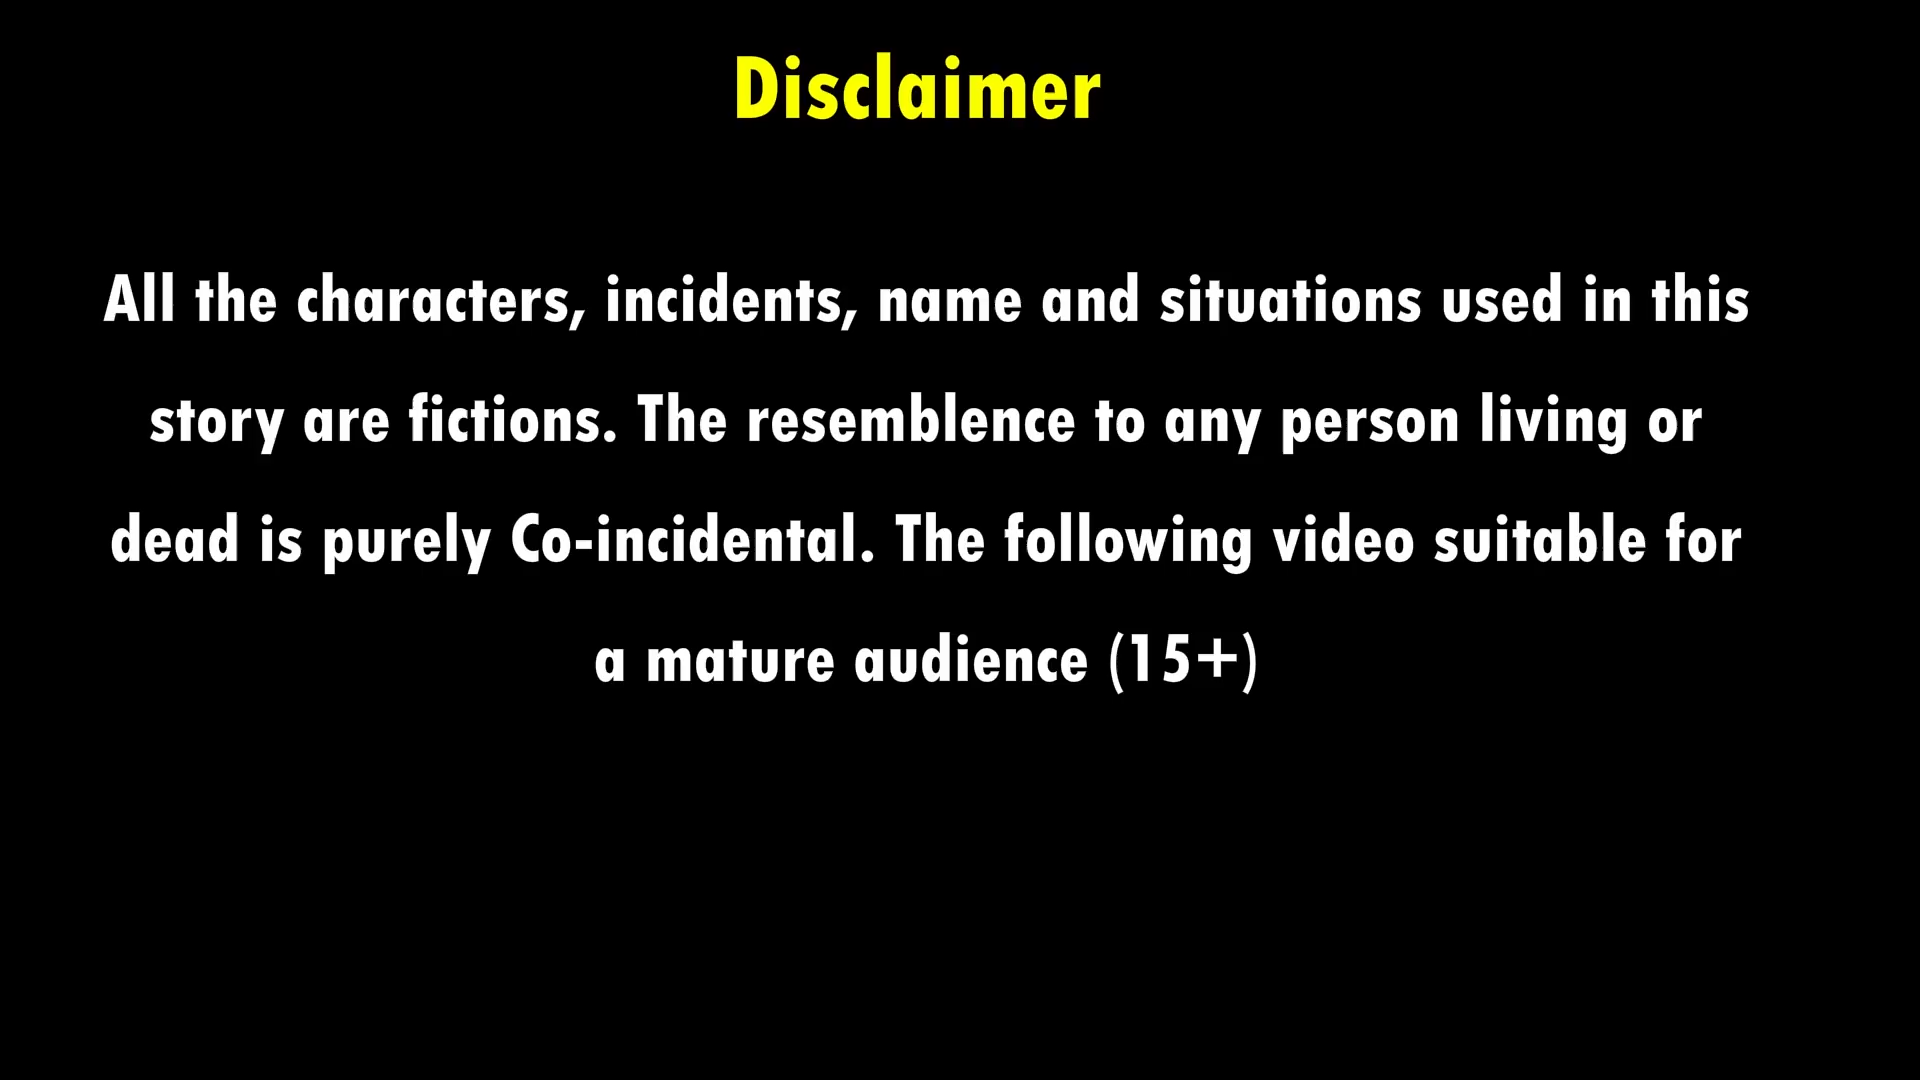 Disclaimer
All the characters, incidents, name and situations used in this
story are fictions. The resemblence to any person living or
dead is purely Co-incidental. The following video suitable for
a mature audience (15+)